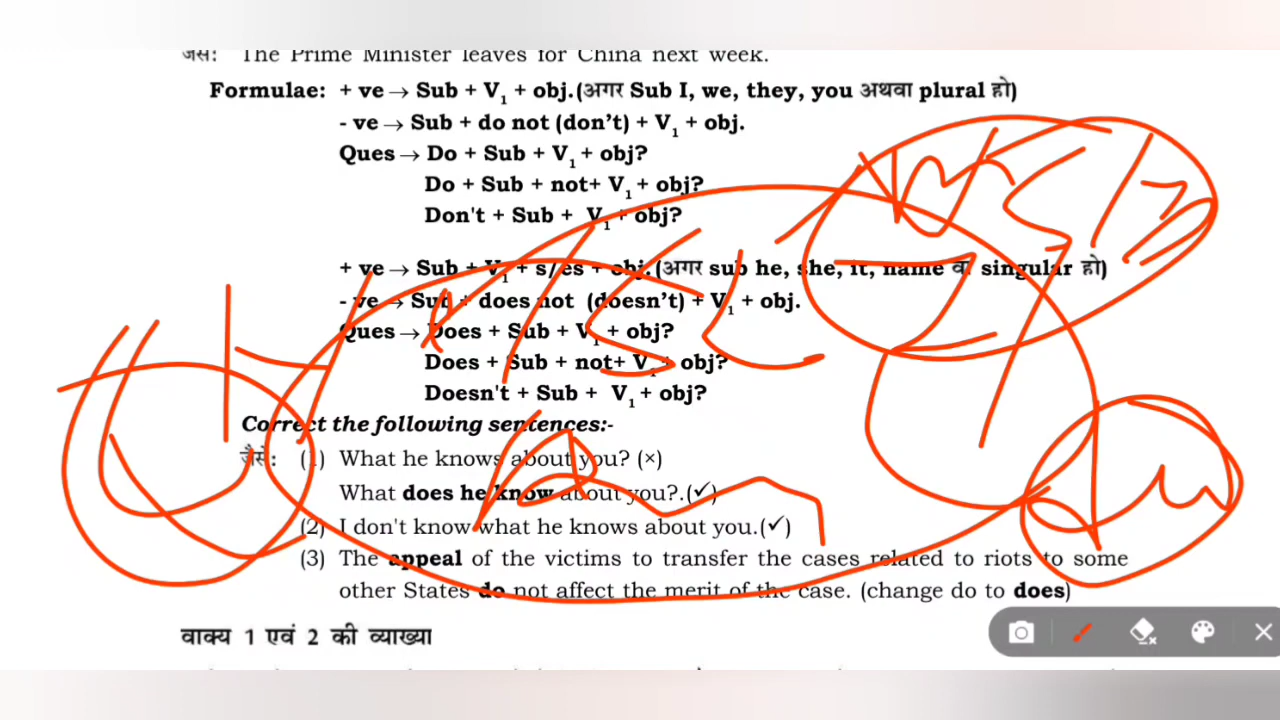 जैसे: The Prime Minister leaves for China next week.
Formulae: + ve → Sub + V1 + obj.(अगर Sub I, we, they, you अथवा plural हो)
- ve → Sub + do not (don't) + V1 + obj.
Ques → Do + Sub + V1 + obj?
Do + Sub + not+ V1 + obj?
Don't + Sub + V1 + obj?
+ ve → Sub + V1 + s/es + obj.(अगर sub he, she, it, name वा singular हो)
- ve → Sub + does not (doesn't) + V1 + obj.
Ques → Does + Sub + V1 + obj?
Does + Sub + not+ V1 + obj?
Doesn't + Sub + V1 + obj?
Correct the following sentences:-
जैसे: (1) What he knows about you? (×)
What does he know about you?.(✓)
(2) I don't know what he knows about you.(✓)
(3) The appeal of the victims to transfer the cases related to riots to some
other States do not affect the merit of the case. (change do to does)
वाक्य 1 एवं 2 की व्याख्या